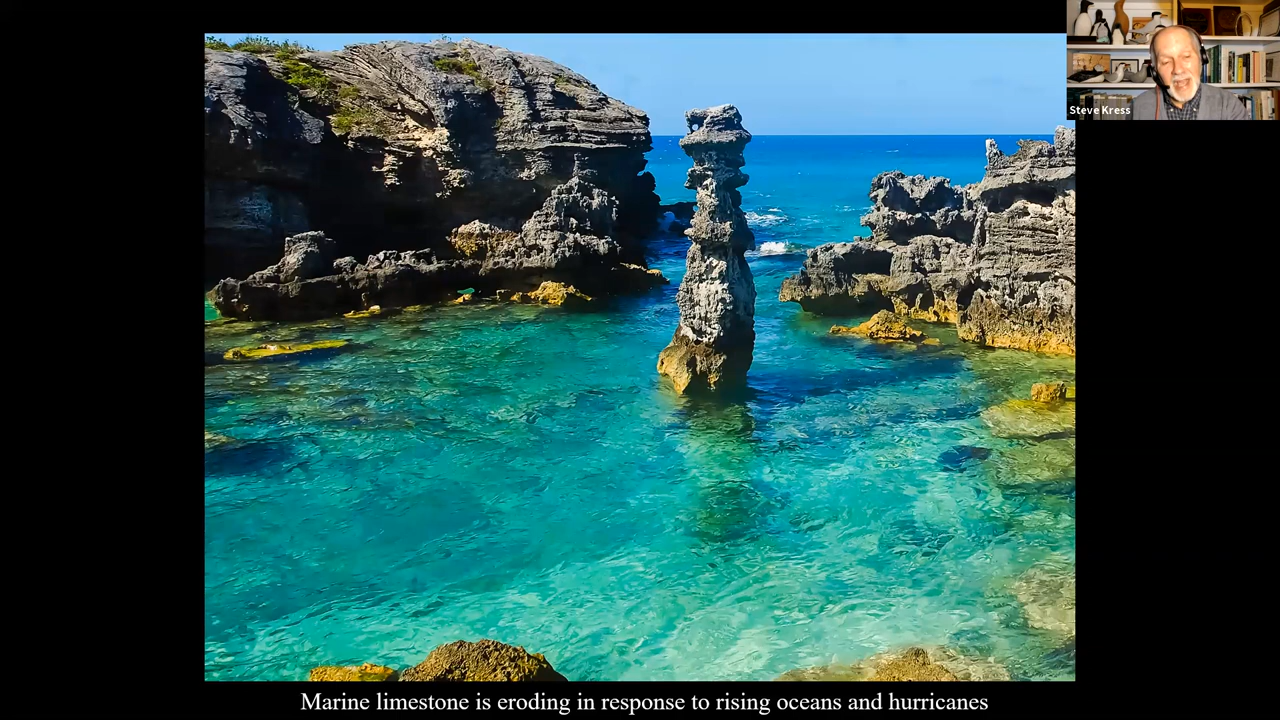 Steve Kress
Marine limestone is eroding in response to rising oceans and hurricanes